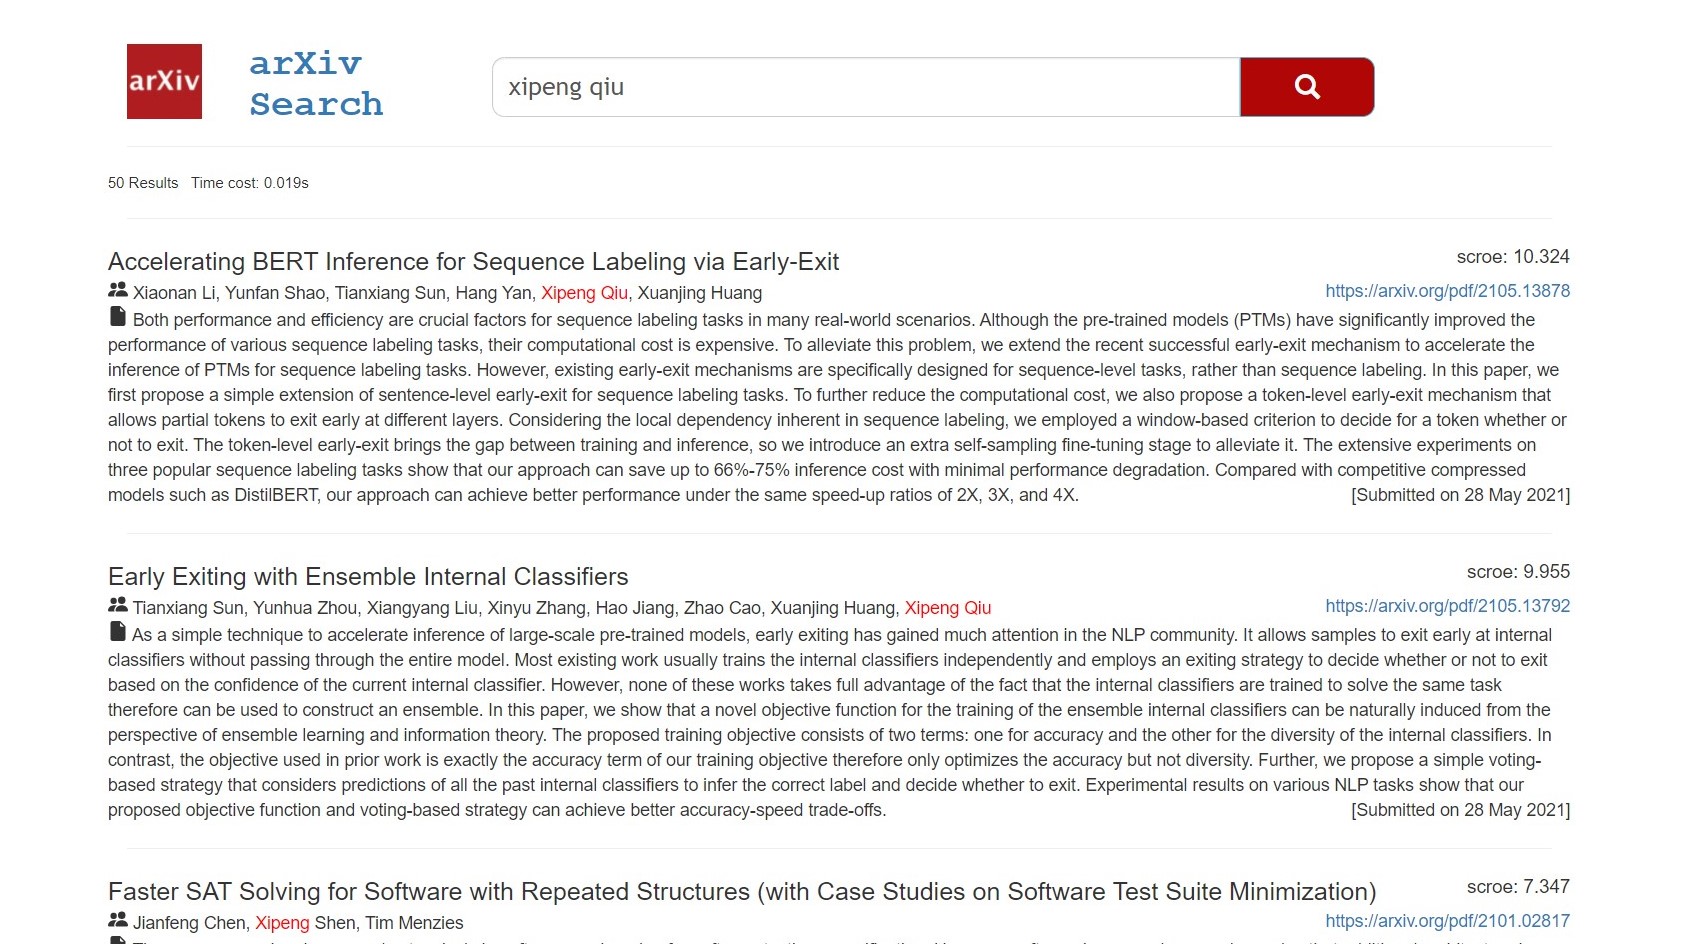 arXiv
arXiv
Search
xipeng qiu
50 Results Time cost: 0.019s
Accelerating BERT Inference for Sequence Labeling via Early-Exit
scroe: 10.324
Xiaonan Li, Yunfan Shao, Tianxiang Sun, Hang Yan, Xipeng Qiu, Xuanjing Huang
https://arxiv.org/pdf/2105.13878
Both performance and efficiency are crucial factors for sequence labeling tasks in many real-world scenarios. Although the pre-trained models (PTMs) have significantly improved the
performance of various sequence labeling tasks, their computational cost is expensive. To alleviate this problem, we extend the recent successful early-exit mechanism to accelerate the
inference of PTMs for sequence labeling tasks. However, existing early-exit mechanisms are specifically designed for sequence-level tasks, rather than sequence labeling. In this paper, we
first propose a simple extension of sentence-level early-exit for sequence labeling tasks. To further reduce the computational cost, we also propose a token-level early-exit mechanism that
allows partial tokens to exit early at different layers. Considering the local dependency inherent in sequence labeling, we employed a window-based criterion to decide for a token whether or
not to exit. The token-level early-exit brings the gap between training and inference, so we introduce an extra self-sampling fine-tuning stage to alleviate it. The extensive experiments on
three popular sequence labeling tasks show that our approach can save up to 66%-75% inference cost with minimal performance degradation. Compared with competitive compressed
models such as DistilBERT, our approach can achieve better performance under the same speed-up ratios of 2X, 3X, and 4X.
[Submitted on 28 May 2021]
Early Exiting with Ensemble Internal Classifiers
scroe: 9.955
Tianxiang Sun, Yunhua Zhou, Xiangyang Liu, Xinyu Zhang, Hao Jiang, Zhao Cao, Xuanjing Huang, Xipeng Qiu
https://arxiv.org/pdf/2105.13792
As a simple technique to accelerate inference of large-scale pre-trained models, early exiting has gained much attention in the NLP community. It allows samples to exit early at internal
classifiers without passing through the entire model. Most existing work usually trains the internal classifiers independently and employs an exiting strategy to decide whether or not to exit
based on the confidence of the current internal classifier. However, none of these works takes full advantage of the fact that the internal classifiers are trained to solve the same task
therefore can be used to construct an ensemble. In this paper, we show that a novel objective function for the training of the ensemble internal classifiers can be naturally induced from the
perspective of ensemble learning and information theory. The proposed training objective consists of two terms: one for accuracy and the other for the diversity of the internal classifiers. In
contrast, the objective used in prior work is exactly the accuracy term of our training objective therefore only optimizes the accuracy but not diversity. Further, we propose a simple voting-
based strategy that considers predictions of all the past internal classifiers to infer the correct label and decide whether to exit. Experimental results on various NLP tasks show that our
proposed objective function and voting-based strategy can achieve better accuracy-speed trade-offs.
[Submitted on 28 May 2021]
Faster SAT Solving for Software with Repeated Structures (with Case Studies on Software Test Suite Minimization)
scroe: 7.347
Jianfeng Chen, Xipeng Shen, Tim Menzies
https://arxiv.org/pdf/2101.02817